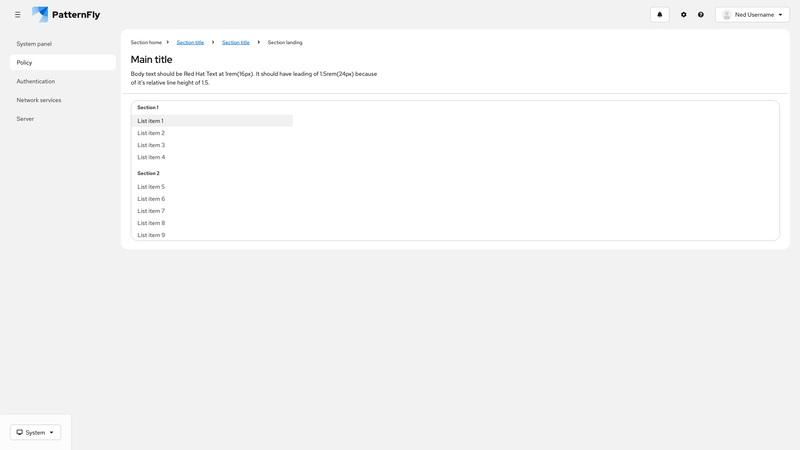 PatternFly
Ned Username
System panel
Policy
Authentication
Network services
Server
Section home
Section title
Section title
Section landing
Main title
Body text should be Red Hat Text at 1rem(16px). It should have leading of 1.5rem(24px) because
of it's relative line height of 1.5.
Section 1
List item 1
List item 2
List item 3
List item 4
Section 2
List item 5
List item 6
List item 7
List item 8
List item 9
System